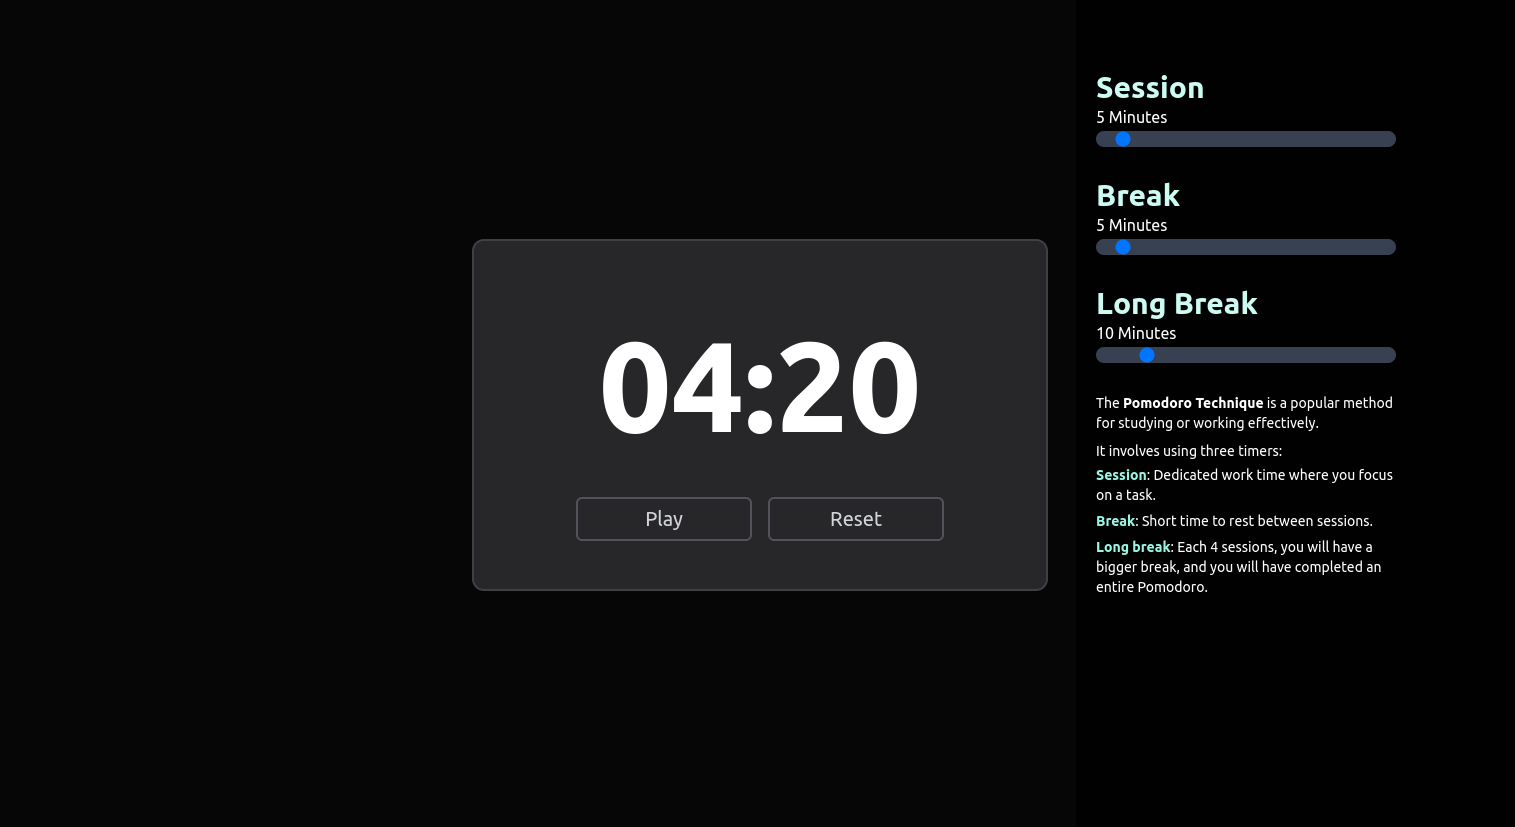 04:20
Play
Reset
Session
5 Minutes
Break
5 Minutes
Long Break
10 Minutes
The Pomodoro Technique is a popular method
for studying or working effectively.
It involves using three timers:
Session: Dedicated work time where you focus
on a task.
Break: Short time to rest between sessions.
Long break: Each 4 sessions, you will have a
bigger break, and you will have completed an
entire Pomodoro.